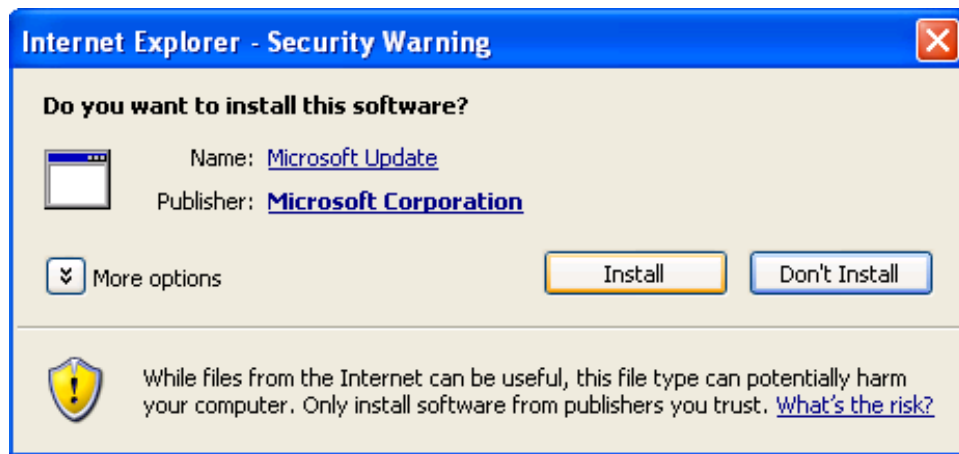 Internet Explorer - Security Warning
Do you want to install this software?
Name: Microsoft Update
Publisher: Microsoft Corporation
More options
Install
Don't Install
While files from the Internet can be useful, this file type can potentially harm
your computer. Only install software from publishers you trust. What's the risk?